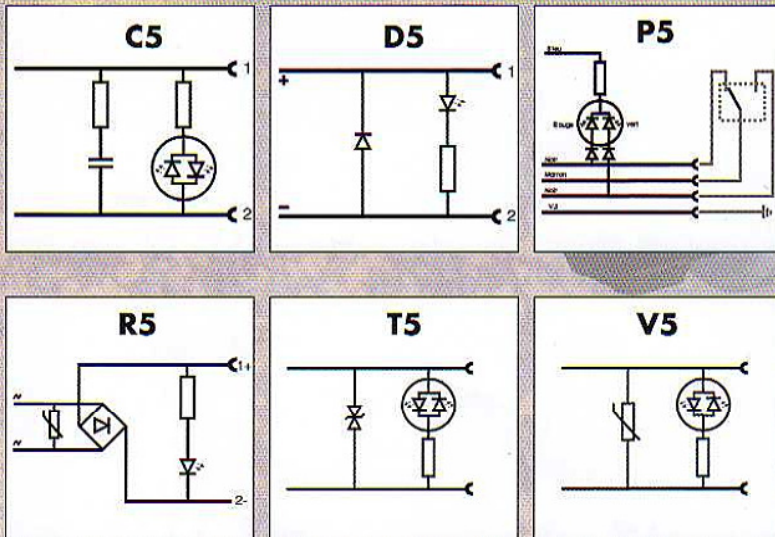 C5
1
2
D5
+
1
−
2
P5
Bleu
Rouge
vert
Noir
Marron
Noir
V/J
R5
~
~
1+
2-
T5
V5